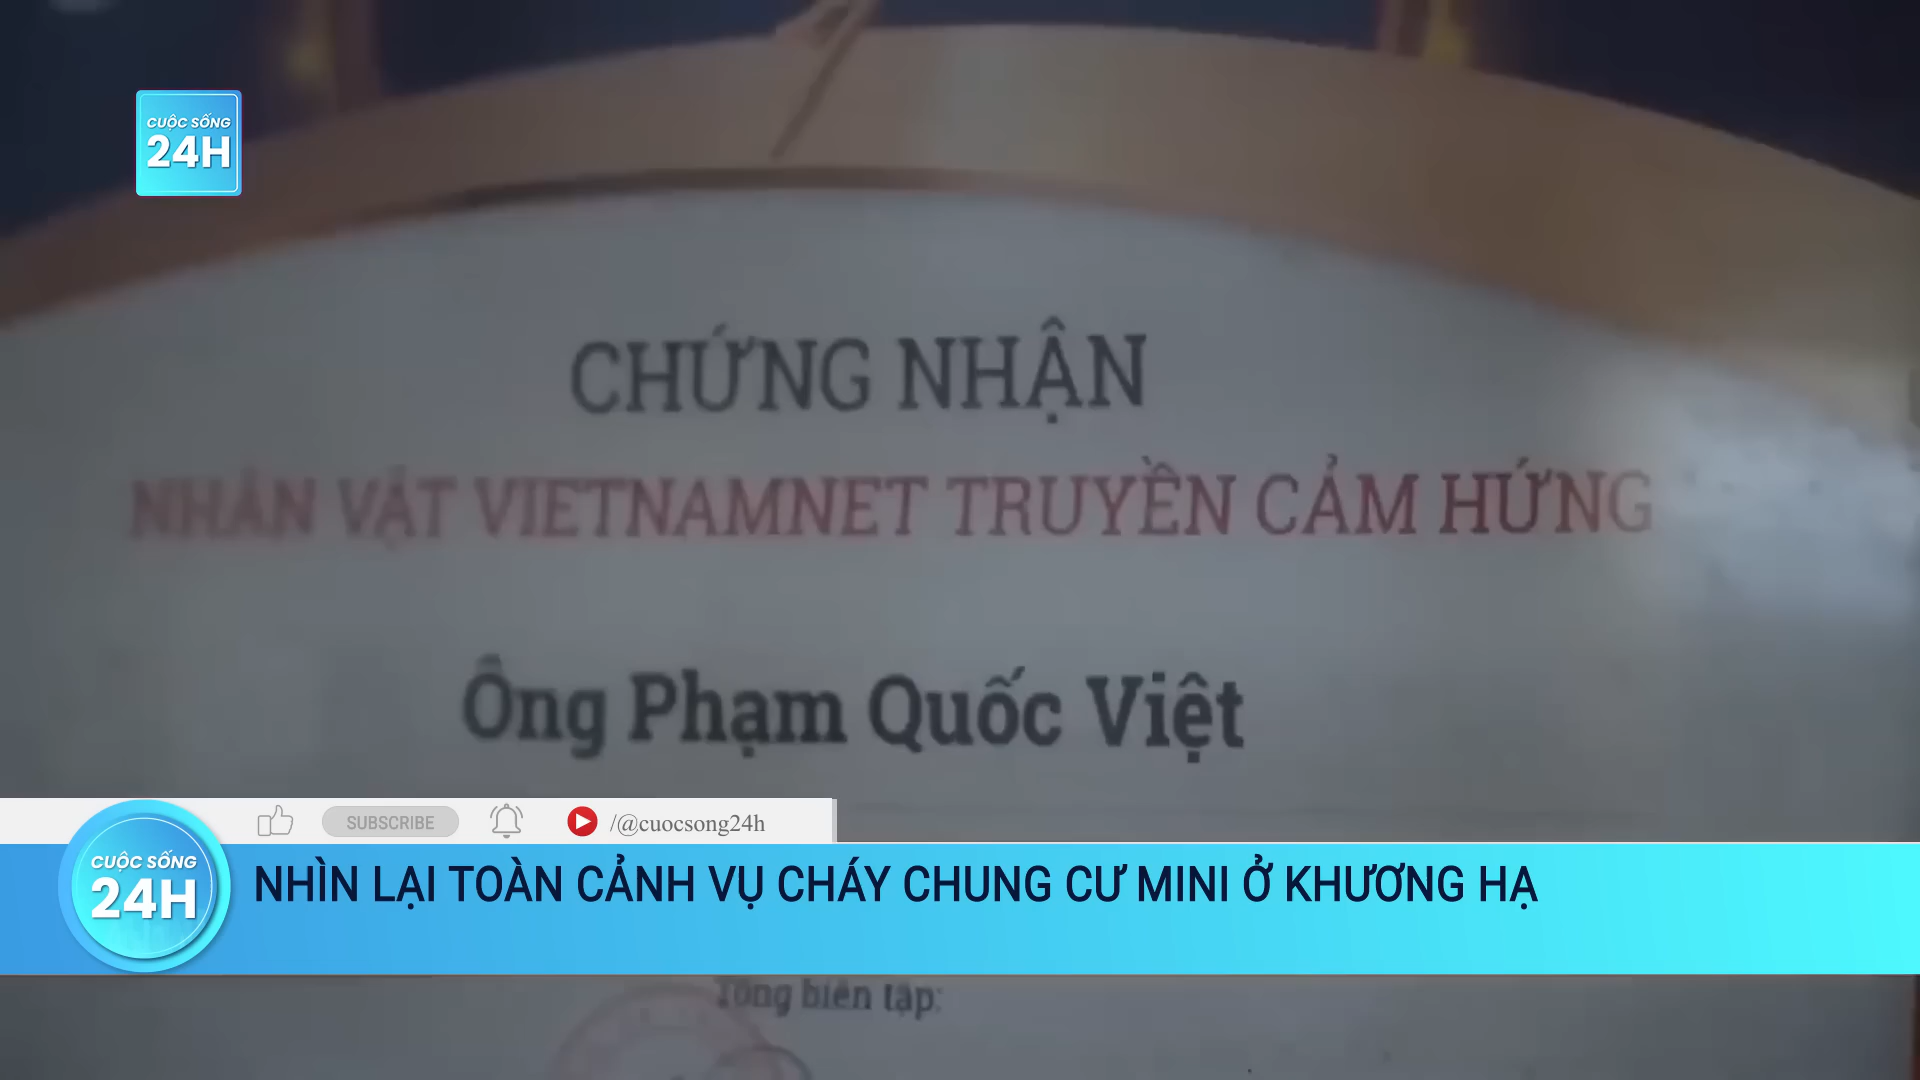 CUỘC SỐNG
24H
CHỨNG NHẬN
NHÂN VẬT VIETNAMNET TRUYỀN CẢM HỨNG
Ông Phạm Quốc Việt
SUBSCRIBE
/@cuocsong24h
CUỘC SỐNG
24H
NHÌN LẠI TOÀN CẢNH VỤ CHÁY CHUNG CƯ MINI Ở KHƯƠNG HẠ
Tổng biên tập: